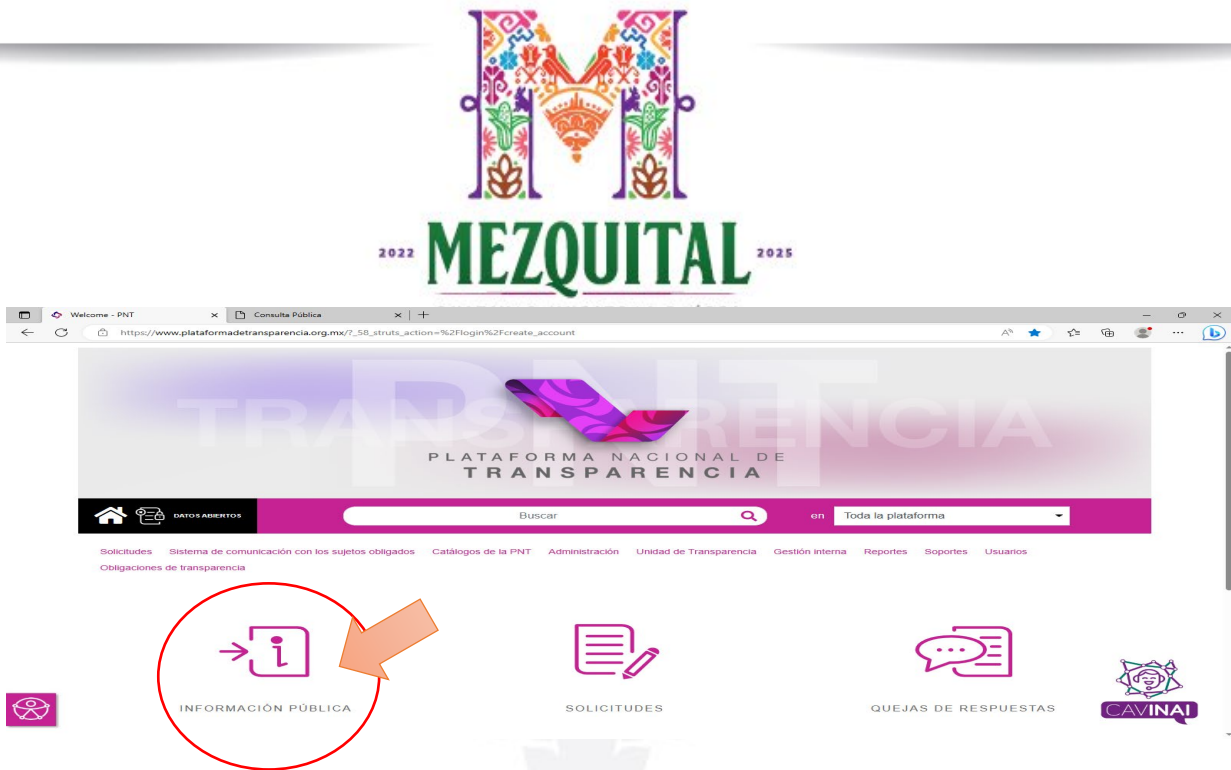 2022 MEZQUITAL 2025
Welcome - PNT
Consulta Pública
https://www.plataformadetransparencia.org.mx/?_58_struts_action=%2Flogin%2Fcreate_account
PNT
TRANSPARENCIA
PLATAFORMA NACIONAL DE
TRANSPARENCIA
DATOS ABIERTOS
Buscar
en
Toda la plataforma
Solicitudes Sistema de comunicación con los sujetos obligados Catálogos de la PNT Administración Unidad de Transparencia Gestión interna Reportes Soportes Usuarios
Obligaciones de transparencia
INFORMACIÓN PÚBLICA
SOLICITUDES
QUEJAS DE RESPUESTAS
CAVINAI